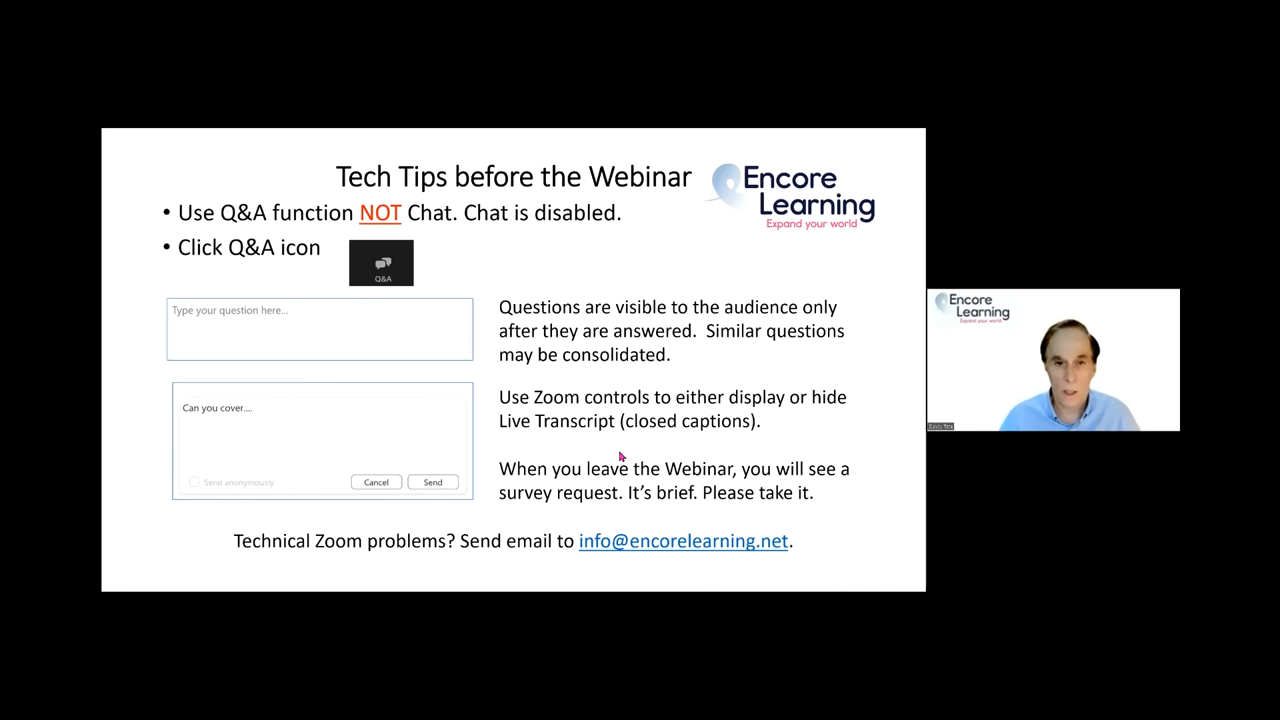 Tech Tips before the Webinar
Encore
Learning
Expand your world
• Use Q&A function NOT Chat. Chat is disabled.
• Click Q&A icon
Q&A
Type your question here...
Questions are visible to the audience only
after they are answered. Similar questions
may be consolidated.
Can you cover....
Send anonymously
Cancel
Send
Use Zoom controls to either display or hide
Live Transcript (closed captions).
When you leave the Webinar, you will see a
survey request. It's brief. Please take it.
Technical Zoom problems? Send email to info@encorelearning.net.
Encore
Learning
Expand your world